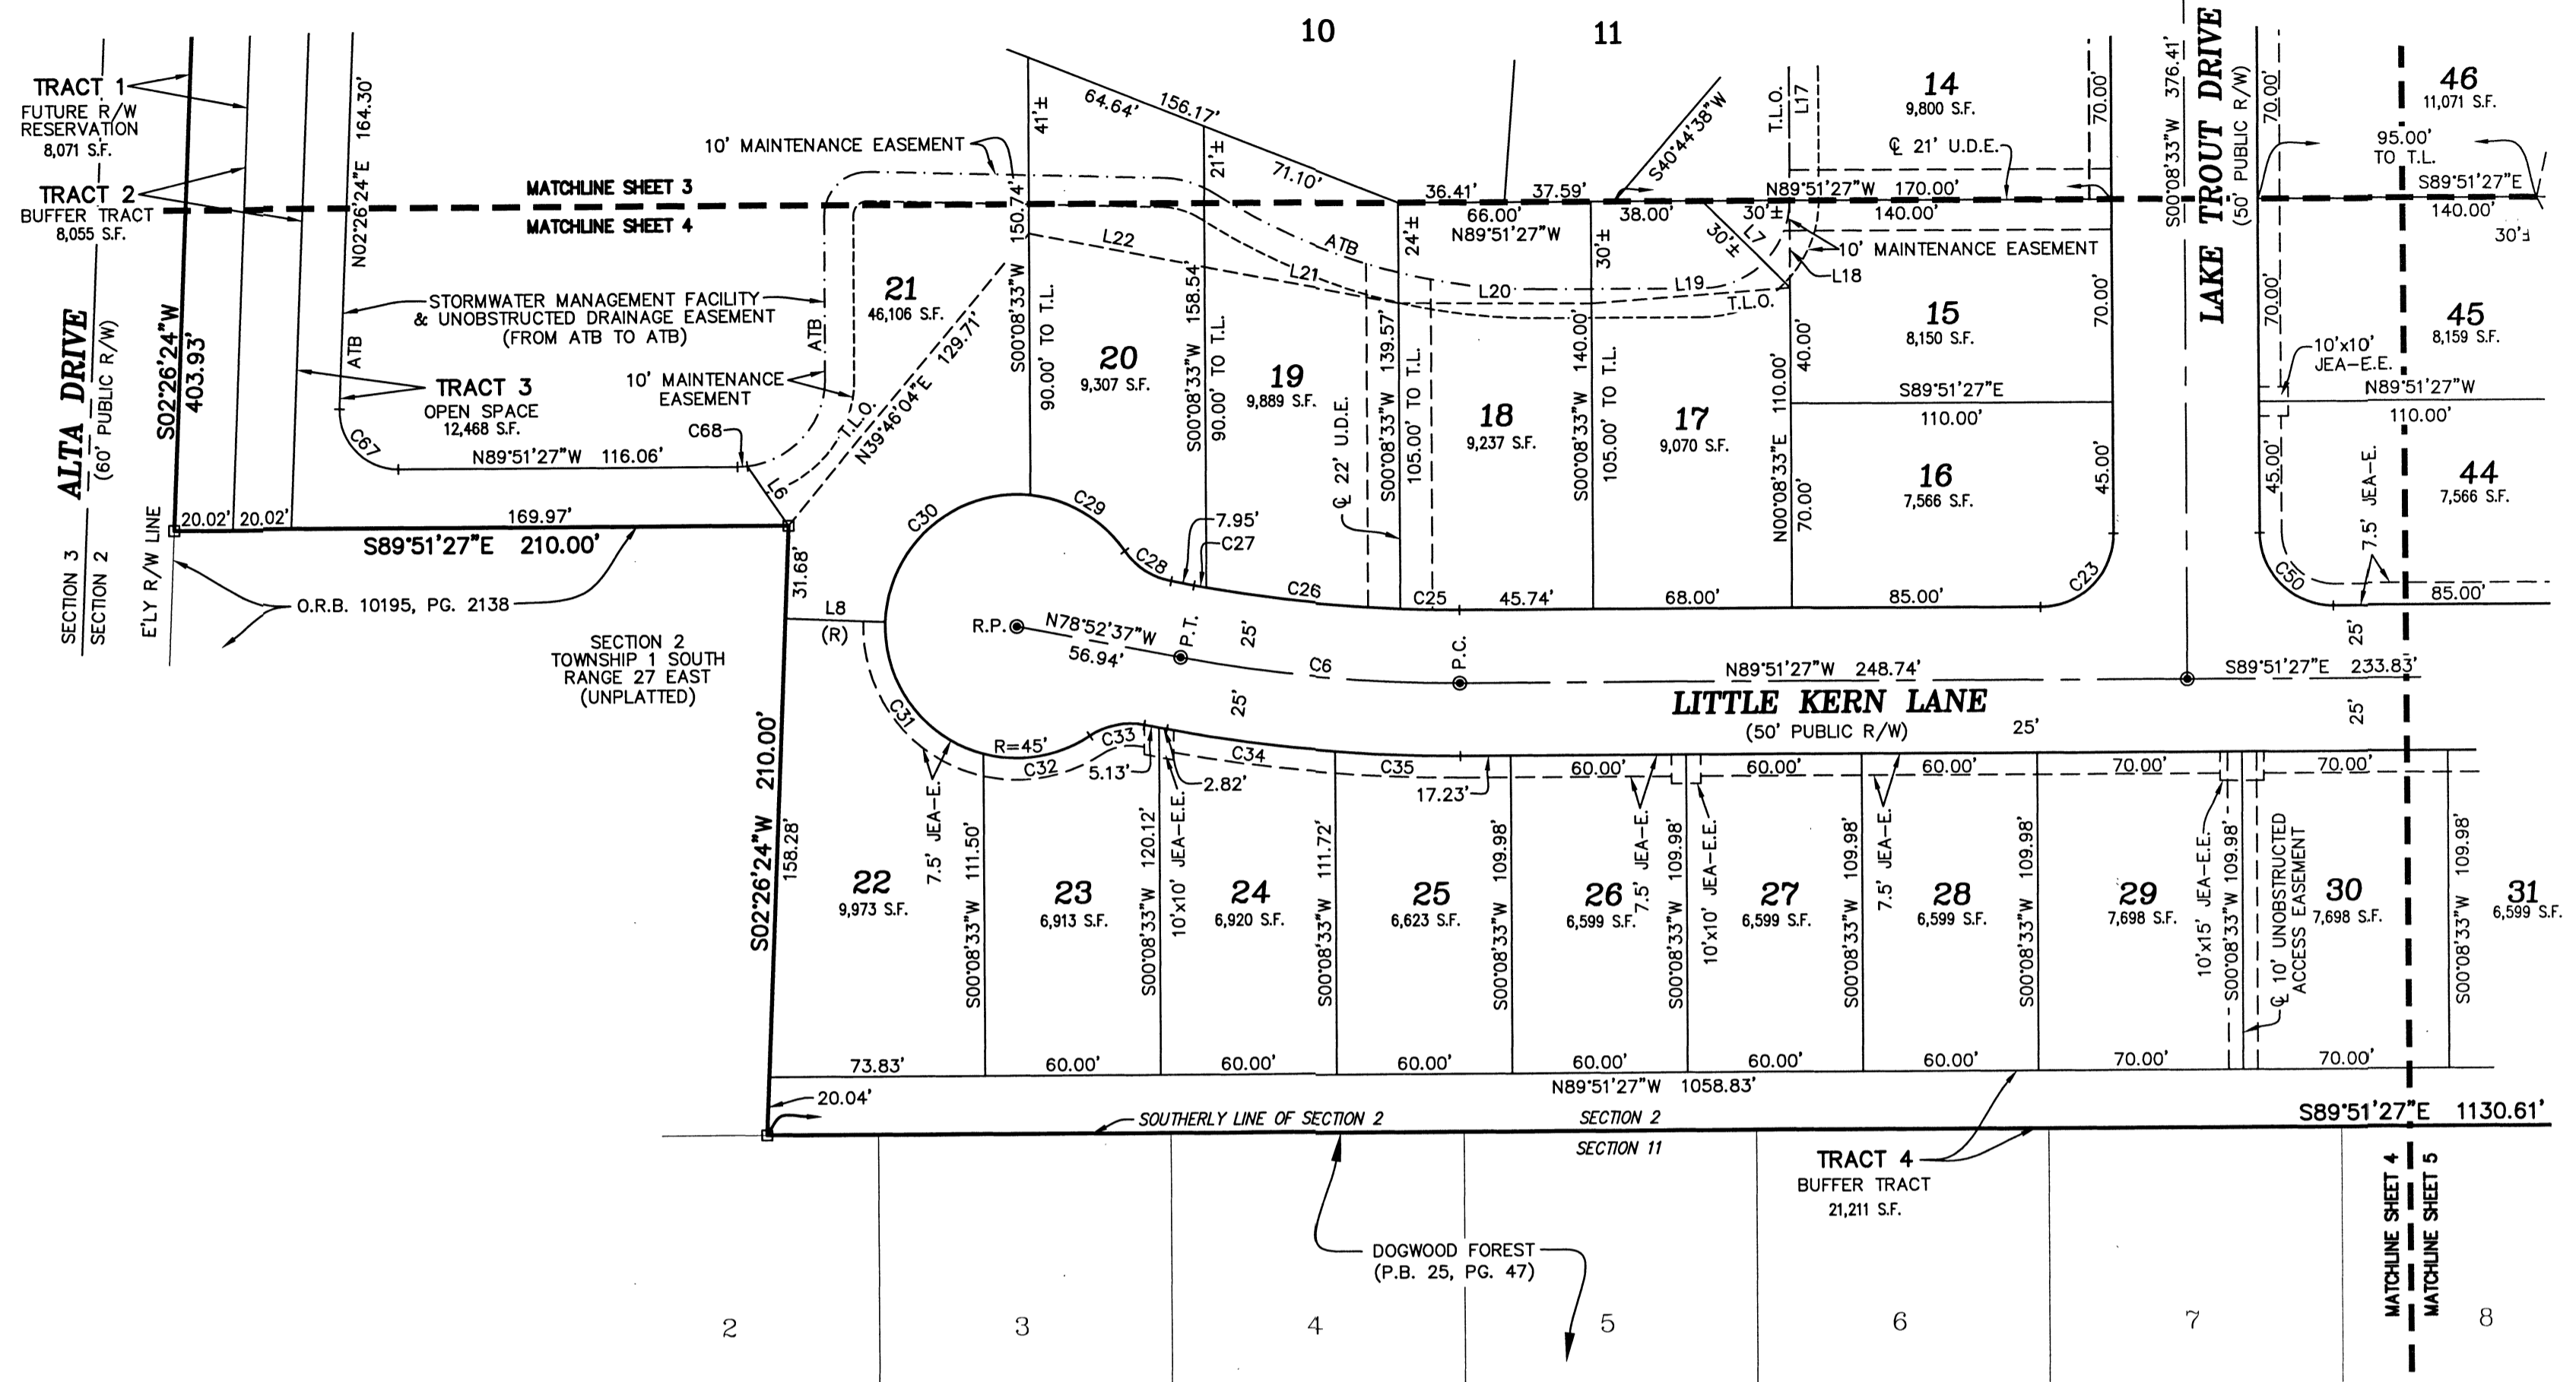 10
11
TRACT 1
FUTURE R/W
RESERVATION
8,071 S.F.
TRACT 2
BUFFER TRACT
8,055 S.F.
S02°26'24"W
403.93'
ALTA DRIVE
(60' PUBLIC R/W)
SECTION 3
SECTION 2
E'LY R/W LINE
N02°26'24"E 164.30'
MATCHLINE SHEET 3
MATCHLINE SHEET 4
STORMWATER MANAGEMENT FACILITY
& UNOBSTRUCTED DRAINAGE EASEMENT
(FROM ATB TO ATB)
ATB
ATB
TRACT 3
OPEN SPACE
12,468 S.F.
10' MAINTENANCE
EASEMENT
C67
C68
N89°51'27"W 116.06'
L6
T.L.O.
N39°46'04"E 129.71'
20.02'
20.02'
169.97'
S89°51'27"E 210.00'
O.R.B. 10195, PG. 2138
SECTION 2
TOWNSHIP 1 SOUTH
RANGE 27 EAST
(UNPLATTED)
31.68'
L8
(R)
S02°26'24"W 210.00'
158.28'
10' MAINTENANCE EASEMENT
21
46,106 S.F.
41'±
S00°08'33"W 150.74'
90.00' TO T.L.
64.64'
156.17'
71.10'
21'±
L22
20
9,307 S.F.
S00°08'33"W 158.54'
90.00' TO T.L.
ATB
L21
19
9,889 S.F.
℄ 22' U.D.E.
36.41'
37.59'
66.00'
38.00'
N89°51'27"W
24'±
S00°08'33"W 139.57'
105.00' TO T.L.
L20
18
9,237 S.F.
30'±
S00°08'33"W 140.00'
105.00' TO T.L.
S40°44'38"W
30'±
30'±
L7
L19
T.L.O.
L18
10' MAINTENANCE EASEMENT
17
9,070 S.F.
N00°08'33"E 110.00'
40.00'
70.00'
T.L.O.
L17
14
9,800 S.F.
℄ 21' U.D.E.
N89°51'27"W 170.00'
140.00'
70.00'
15
8,150 S.F.
70.00'
S89°51'27"E
110.00'
16
7,566 S.F.
45.00'
C23
S00°08'33"W 376.41'
LAKE TROUT DRIVE
(50' PUBLIC R/W)
70.00'
46
11,071 S.F.
95.00'
TO T.L.
S89°51'27"E
140.00'
30'±
70.00'
45
8,159 S.F.
10'x10'
JEA-E.E.
N89°51'27"W
110.00'
45.00'
44
7,566 S.F.
7.5' JEA-E.
C50
85.00'
C30
C29
C28
7.95'
C27
C26
C25
45.74'
68.00'
85.00'
R.P.
N78°52'37"W
56.94'
P.T.
25'
C6
P.C.
N89°51'27"W 248.74'
S89°51'27"E 233.83'
25'
LITTLE KERN LANE
(50' PUBLIC R/W)
25'
25'
25'
C31
R=45'
C32
C33
5.13'
2.82'
C34
C35
17.23'
60.00'
60.00'
60.00'
70.00'
70.00'
22
9,973 S.F.
7.5' JEA-E.
S00°08'33"W 111.50'
23
6,913 S.F.
S00°08'33"W 120.12'
10'x10' JEA-E.E.
24
6,920 S.F.
S00°08'33"W 111.72'
25
6,623 S.F.
S00°08'33"W 109.98'
26
6,599 S.F.
7.5' JEA-E.
S00°08'33"W 109.98'
10'x10' JEA-E.E.
27
6,599 S.F.
S00°08'33"W 109.98'
7.5' JEA-E.
28
6,599 S.F.
S00°08'33"W 109.98'
29
7,698 S.F.
10'x15' JEA-E.E.
S00°08'33"W 109.98'
℄ 10' UNOBSTRUCTED
ACCESS EASEMENT
30
7,698 S.F.
S00°08'33"W 109.98'
31
6,599 S.F.
73.83'
60.00'
60.00'
60.00'
60.00'
60.00'
60.00'
70.00'
70.00'
N89°51'27"W 1058.83'
20.04'
SOUTHERLY LINE OF SECTION 2
SECTION 2
SECTION 11
S89°51'27"E 1130.61'
TRACT 4
BUFFER TRACT
21,211 S.F.
DOGWOOD FOREST
(P.B. 25, PG. 47)
MATCHLINE SHEET 4
MATCHLINE SHEET 5
2
3
4
5
6
7
8